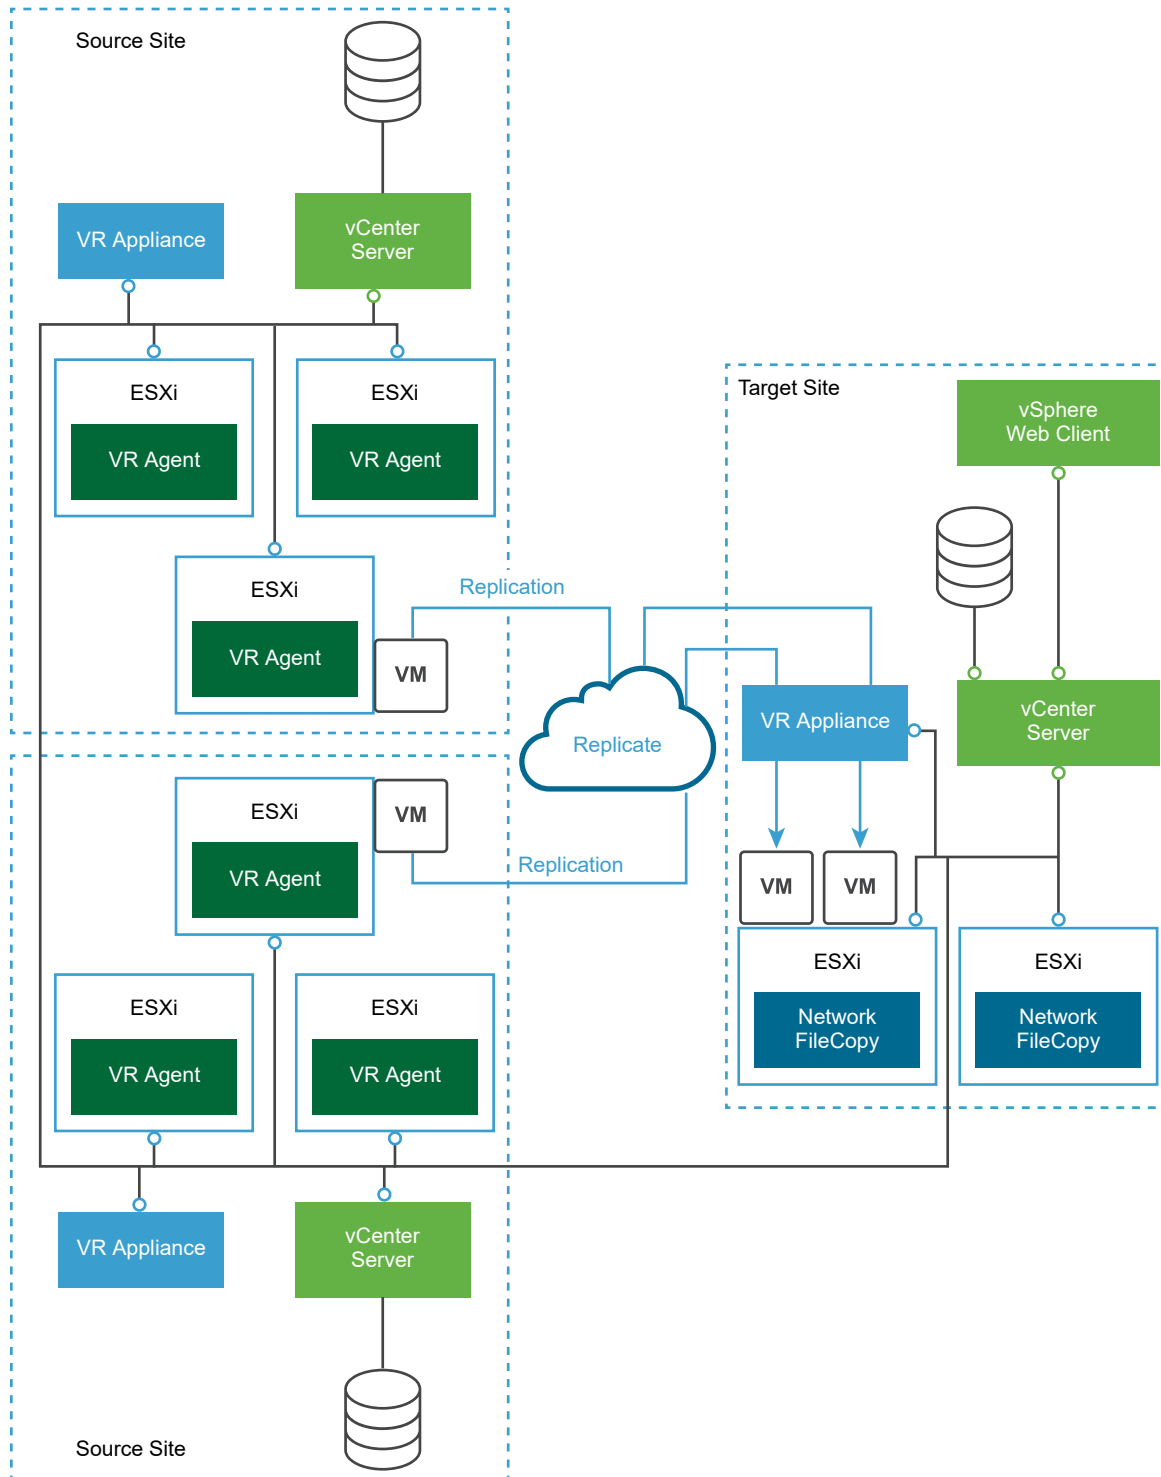 Source Site
VR Appliance
vCenter
Server
ESXi
VR Agent
ESXi
VR Agent
ESXi
VR Agent
VM
Replication
Replicate
Target Site
vSphere
Web Client
VR Appliance
vCenter
Server
VM
VM
ESXi
Network
FileCopy
ESXi
Network
FileCopy
ESXi
VR Agent
VM
Replication
ESXi
VR Agent
ESXi
VR Agent
VR Appliance
vCenter
Server
Source Site